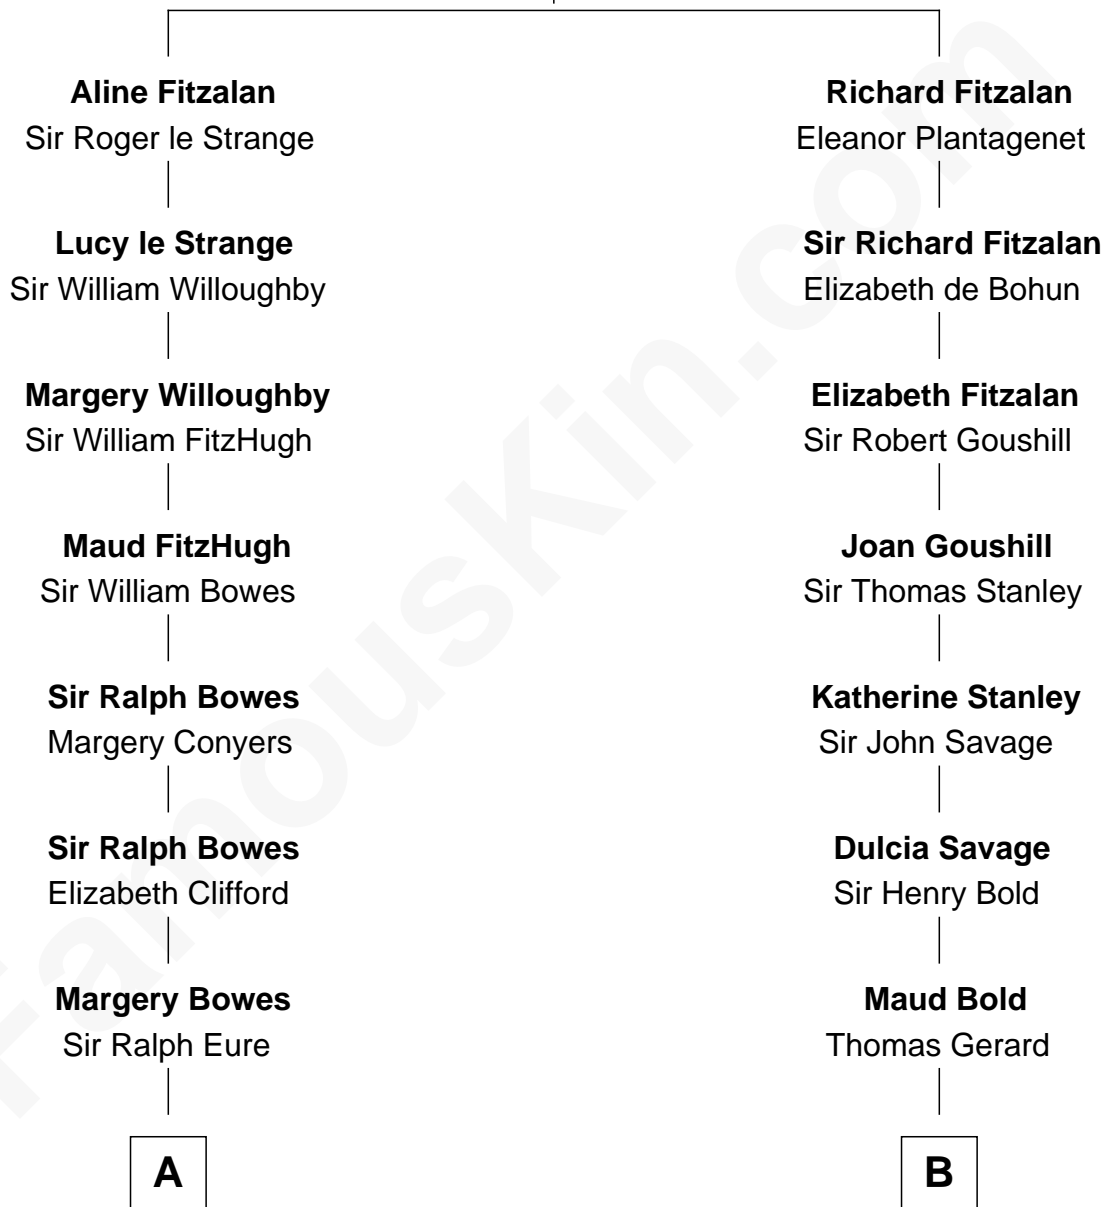 Aline Fitzalan
Sir Roger le Strange
Richard Fitzalan
Eleanor Plantagenet
Lucy le Strange
Sir William Willoughby
Sir Richard Fitzalan
Elizabeth de Bohun
Margery Willoughby
Sir William FitzHugh
Elizabeth Fitzalan
Sir Robert Goushill
Maud FitzHugh
Sir William Bowes
Joan Goushill
Sir Thomas Stanley
Sir Ralph Bowes
Margery Conyers
Katherine Stanley
Sir John Savage
Sir Ralph Bowes
Elizabeth Clifford
Dulcia Savage
Sir Henry Bold
Margery Bowes
Sir Ralph Eure
Maud Bold
Thomas Gerard
A
B
FamousKin.com